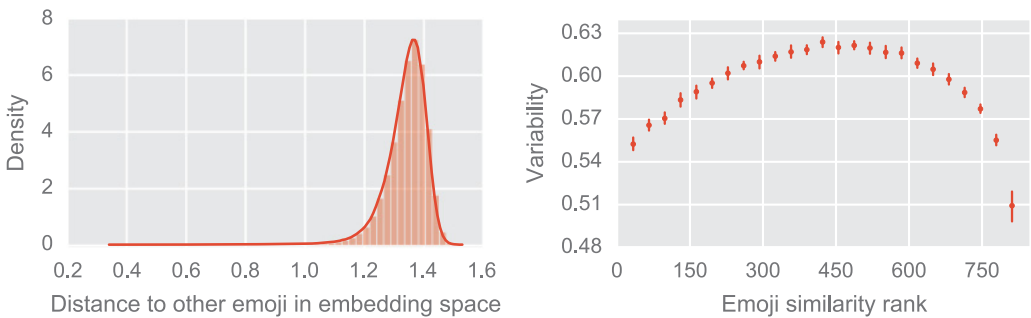 8
6
4
2
0
Density
0.2 0.4 0.6 0.8 1.0 1.2 1.4 1.6
Distance to other emoji in embedding space
0.63
0.60
0.57
0.54
0.51
0.48
Variability
0 150 300 450 600 750
Emoji similarity rank